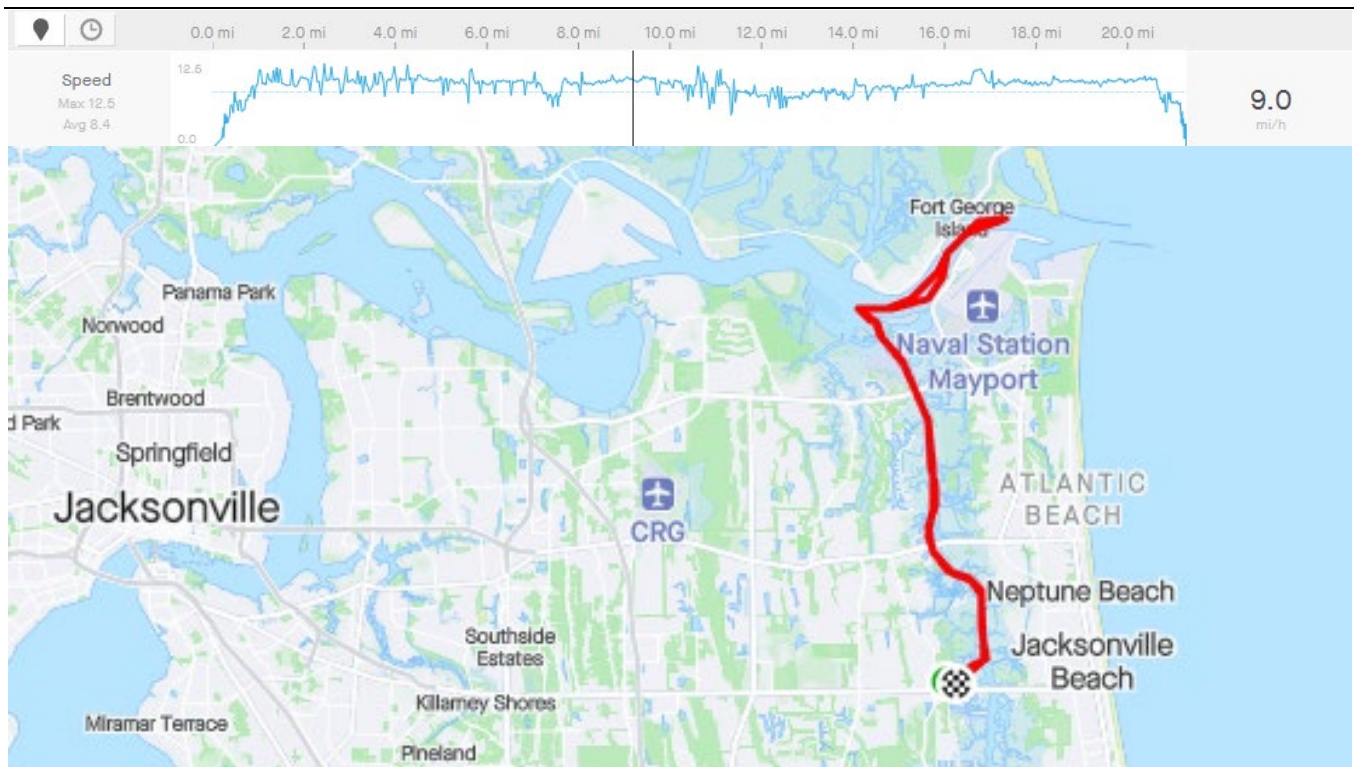 0.0 mi 2.0 mi 4.0 mi 6.0 mi 8.0 mi 10.0 mi 12.0 mi 14.0 mi 16.0 mi 18.0 mi 20.0 mi
Speed
Max 12.5
Avg 8.4
12.5
0.0
9.0
mi/h
Fort George
Island
Panama Park
Norwood
Naval Station
Mayport
Brentwood
d Park
Springfield
ATLANTIC
BEACH
Jacksonville
CRG
Neptune Beach
Southside
Estates
Jacksonville
Beach
Killarney Shores
Miramar Terrace
Pineland